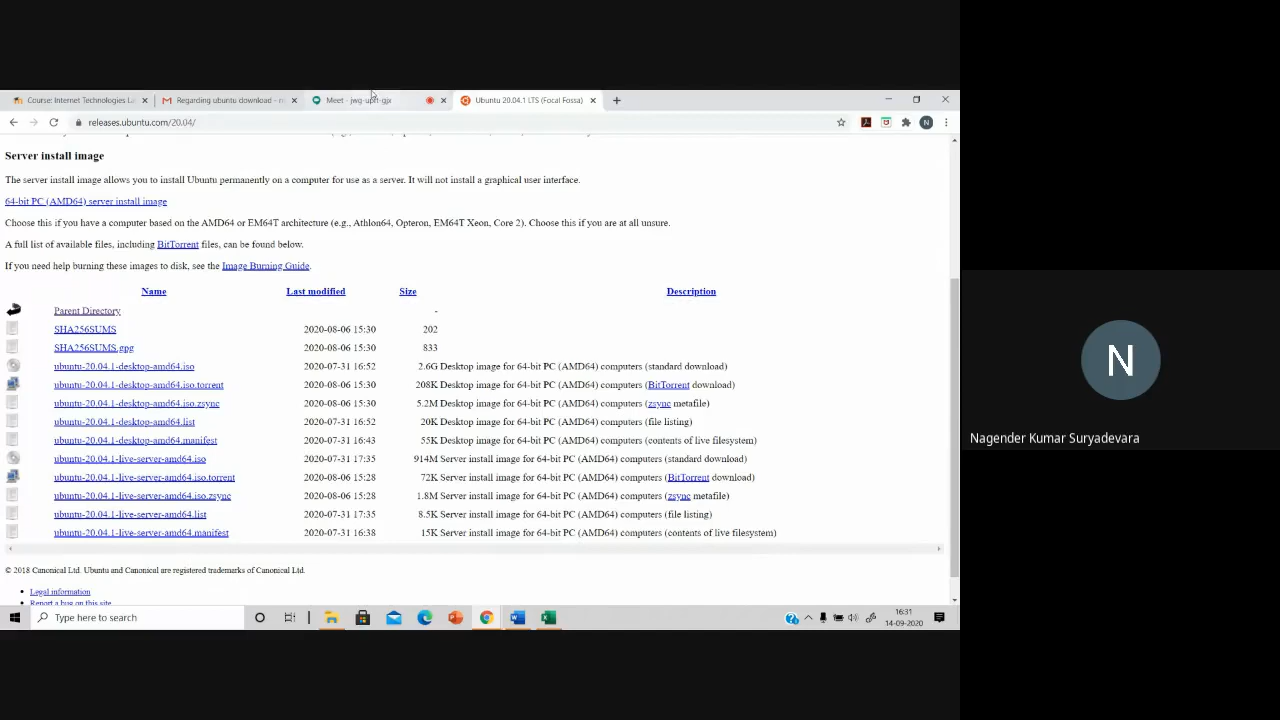 Course: Internet Technologies La
Regarding ubuntu download -
Meet - jwg-
Ubuntu 20.04.1 LTS (Focal Fossa)
releases.ubuntu.com/20.04/
Server install image
The server install image allows you to install Ubuntu permanently on a computer for use as a server. It will not install a graphical user interface.
64-bit PC (AMD64) server install image
Choose this if you have a computer based on the AMD64 or EM64T architecture (e.g., Athlon64, Opteron, EM64T Xeon, Core 2). Choose this if you are at all unsure.
A full list of available files, including BitTorrent files, can be found below.
If you need help burning these images to disk, see the Image Burning Guide.
Name Last modified Size Description
Parent Directory -
SHA256SUMS 2020-08-06 15:30 202
SHA256SUMS.gpg 2020-08-06 15:30 833
ubuntu-20.04.1-desktop-amd64.iso 2020-07-31 16:52 2.6G Desktop image for 64-bit PC (AMD64) computers (standard download)
ubuntu-20.04.1-desktop-amd64.iso.torrent 2020-08-06 15:30 208K Desktop image for 64-bit PC (AMD64) computers (BitTorrent download)
ubuntu-20.04.1-desktop-amd64.iso.zsync 2020-08-06 15:30 5.2M Desktop image for 64-bit PC (AMD64) computers (zsync metafile)
ubuntu-20.04.1-desktop-amd64.list 2020-07-31 16:52 20K Desktop image for 64-bit PC (AMD64) computers (file listing)
ubuntu-20.04.1-desktop-amd64.manifest 2020-07-31 16:43 55K Desktop image for 64-bit PC (AMD64) computers (contents of live filesystem)
ubuntu-20.04.1-live-server-amd64.iso 2020-07-31 17:35 914M Server install image for 64-bit PC (AMD64) computers (standard download)
ubuntu-20.04.1-live-server-amd64.iso.torrent 2020-08-06 15:28 72K Server install image for 64-bit PC (AMD64) computers (BitTorrent download)
ubuntu-20.04.1-live-server-amd64.iso.zsync 2020-08-06 15:28 1.8M Server install image for 64-bit PC (AMD64) computers (zsync metafile)
ubuntu-20.04.1-live-server-amd64.list 2020-07-31 17:35 8.5K Server install image for 64-bit PC (AMD64) computers (file listing)
ubuntu-20.04.1-live-server-amd64.manifest 2020-07-31 16:38 15K Server install image for 64-bit PC (AMD64) computers (contents of live filesystem)
© 2018 Canonical Ltd. Ubuntu and Canonical are registered trademarks of Canonical Ltd.
Legal information
Report a bug on this site
Type here to search
16:31
14-09-2020
N
Nagender Kumar Suryadevara